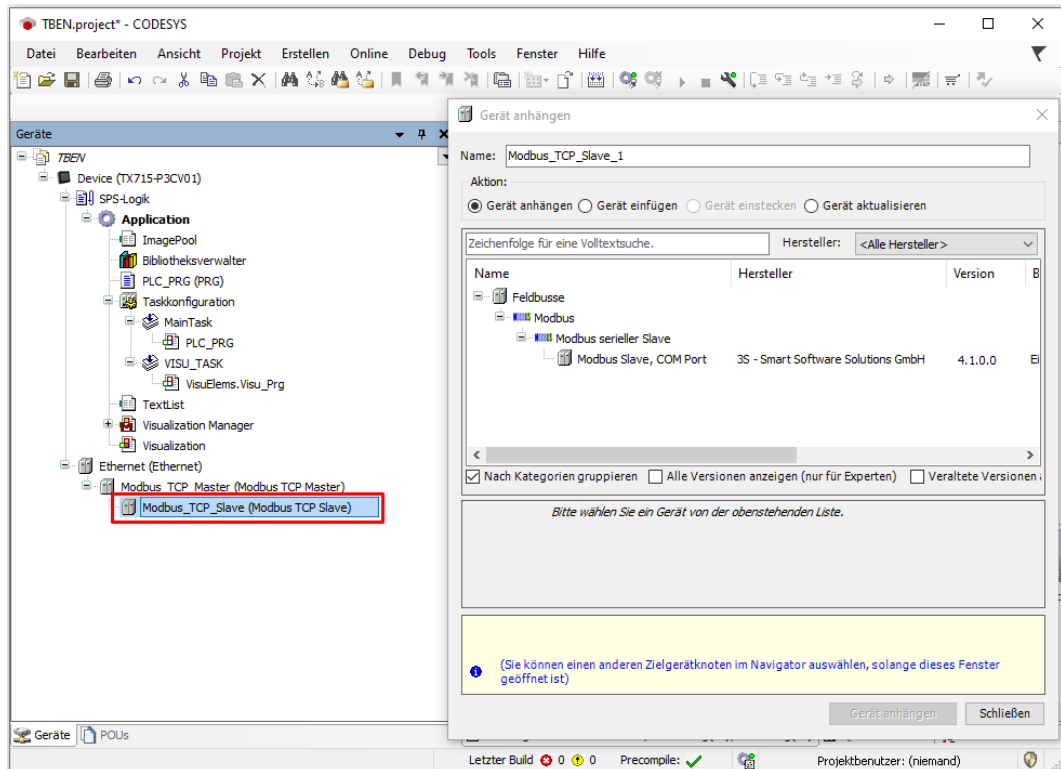 TBEN.project* - CODESYS
Datei Bearbeiten Ansicht Projekt Erstellen Online Debug Tools Fenster Hilfe
Geräte
TBEN
Device (TX715-P3CV01)
SPS-Logik
Application
ImagePool
Bibliotheksverwalter
PLC_PRG (PRG)
Taskkonfiguration
MainTask
PLC_PRG
VISU_TASK
VisuElems.Visu_Prg
TextList
Visualization Manager
Visualization
Ethernet (Ethernet)
Modbus_TCP_Master (Modbus TCP Master)
Modbus_TCP_Slave (Modbus TCP Slave)
Geräte POUs
Gerät anhängen
Name: Modbus_TCP_Slave_1
Aktion:
Gerät anhängen Gerät einfügen Gerät einstecken Gerät aktualisieren
Zeichenfolge für eine Volltextsuche. Hersteller: <Alle Hersteller>
Name Hersteller Version B
Feldbusse
Modbus
Modbus serieller Slave
Modbus Slave, COM Port 3S - Smart Software Solutions GmbH 4.1.0.0 Ei
Nach Kategorien gruppieren Alle Versionen anzeigen (nur für Experten) Veraltete Versionen
Bitte wählen Sie ein Gerät von der obenstehenden Liste.
(Sie können einen anderen Zielgerätknoten im Navigator auswählen, solange dieses Fenster
geöffnet ist)
Gerät anhängen Schließen
Letzter Build 0 0 Precompile: Projektbenutzer: (niemand)